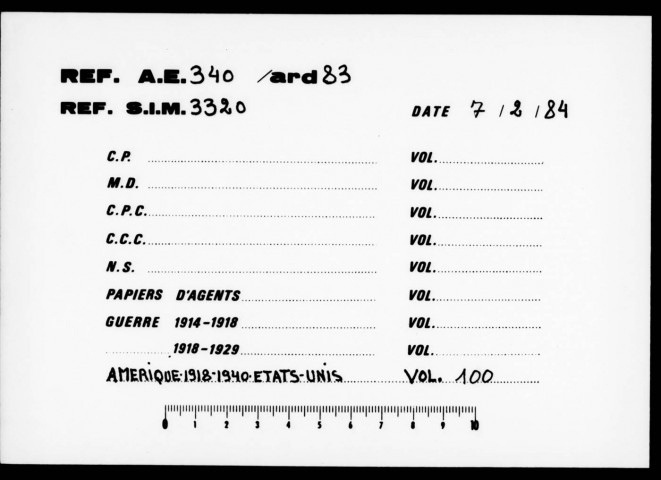 REF. A.E. 340 /ard 83
REF. S.I.M. 3320 DATE 7 / 2 / 84
C.P. VOL.
M.D. VOL.
C.P.C. VOL.
C.C.C. VOL.
N.S. VOL.
PAPIERS D'AGENTS VOL.
GUERRE 1914-1918 VOL.
1918-1929 VOL.
AMERIQUE-1918-1940-ETATS-UNIS VOL. 100
0 1 2 3 4 5 6 7 8 9 10